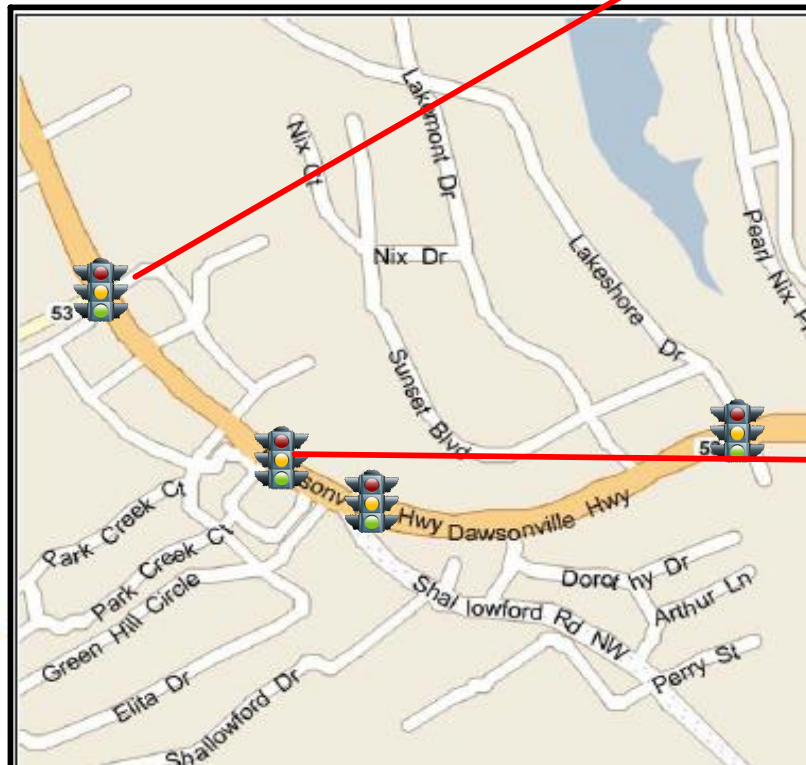 Lakemont Dr
Nix Ct
Nix Dr
Pearl Nix P
Lakeshore Dr
53
Sunset Blvd
Hwy Dawsonville Hwy
Park Creek Ct
Park Creek Ct
Green Hill Circle
Elita Dr
Shallowford Dr
Shallowford Rd NW
Dorothy Dr
Arthur Ln
Perry St